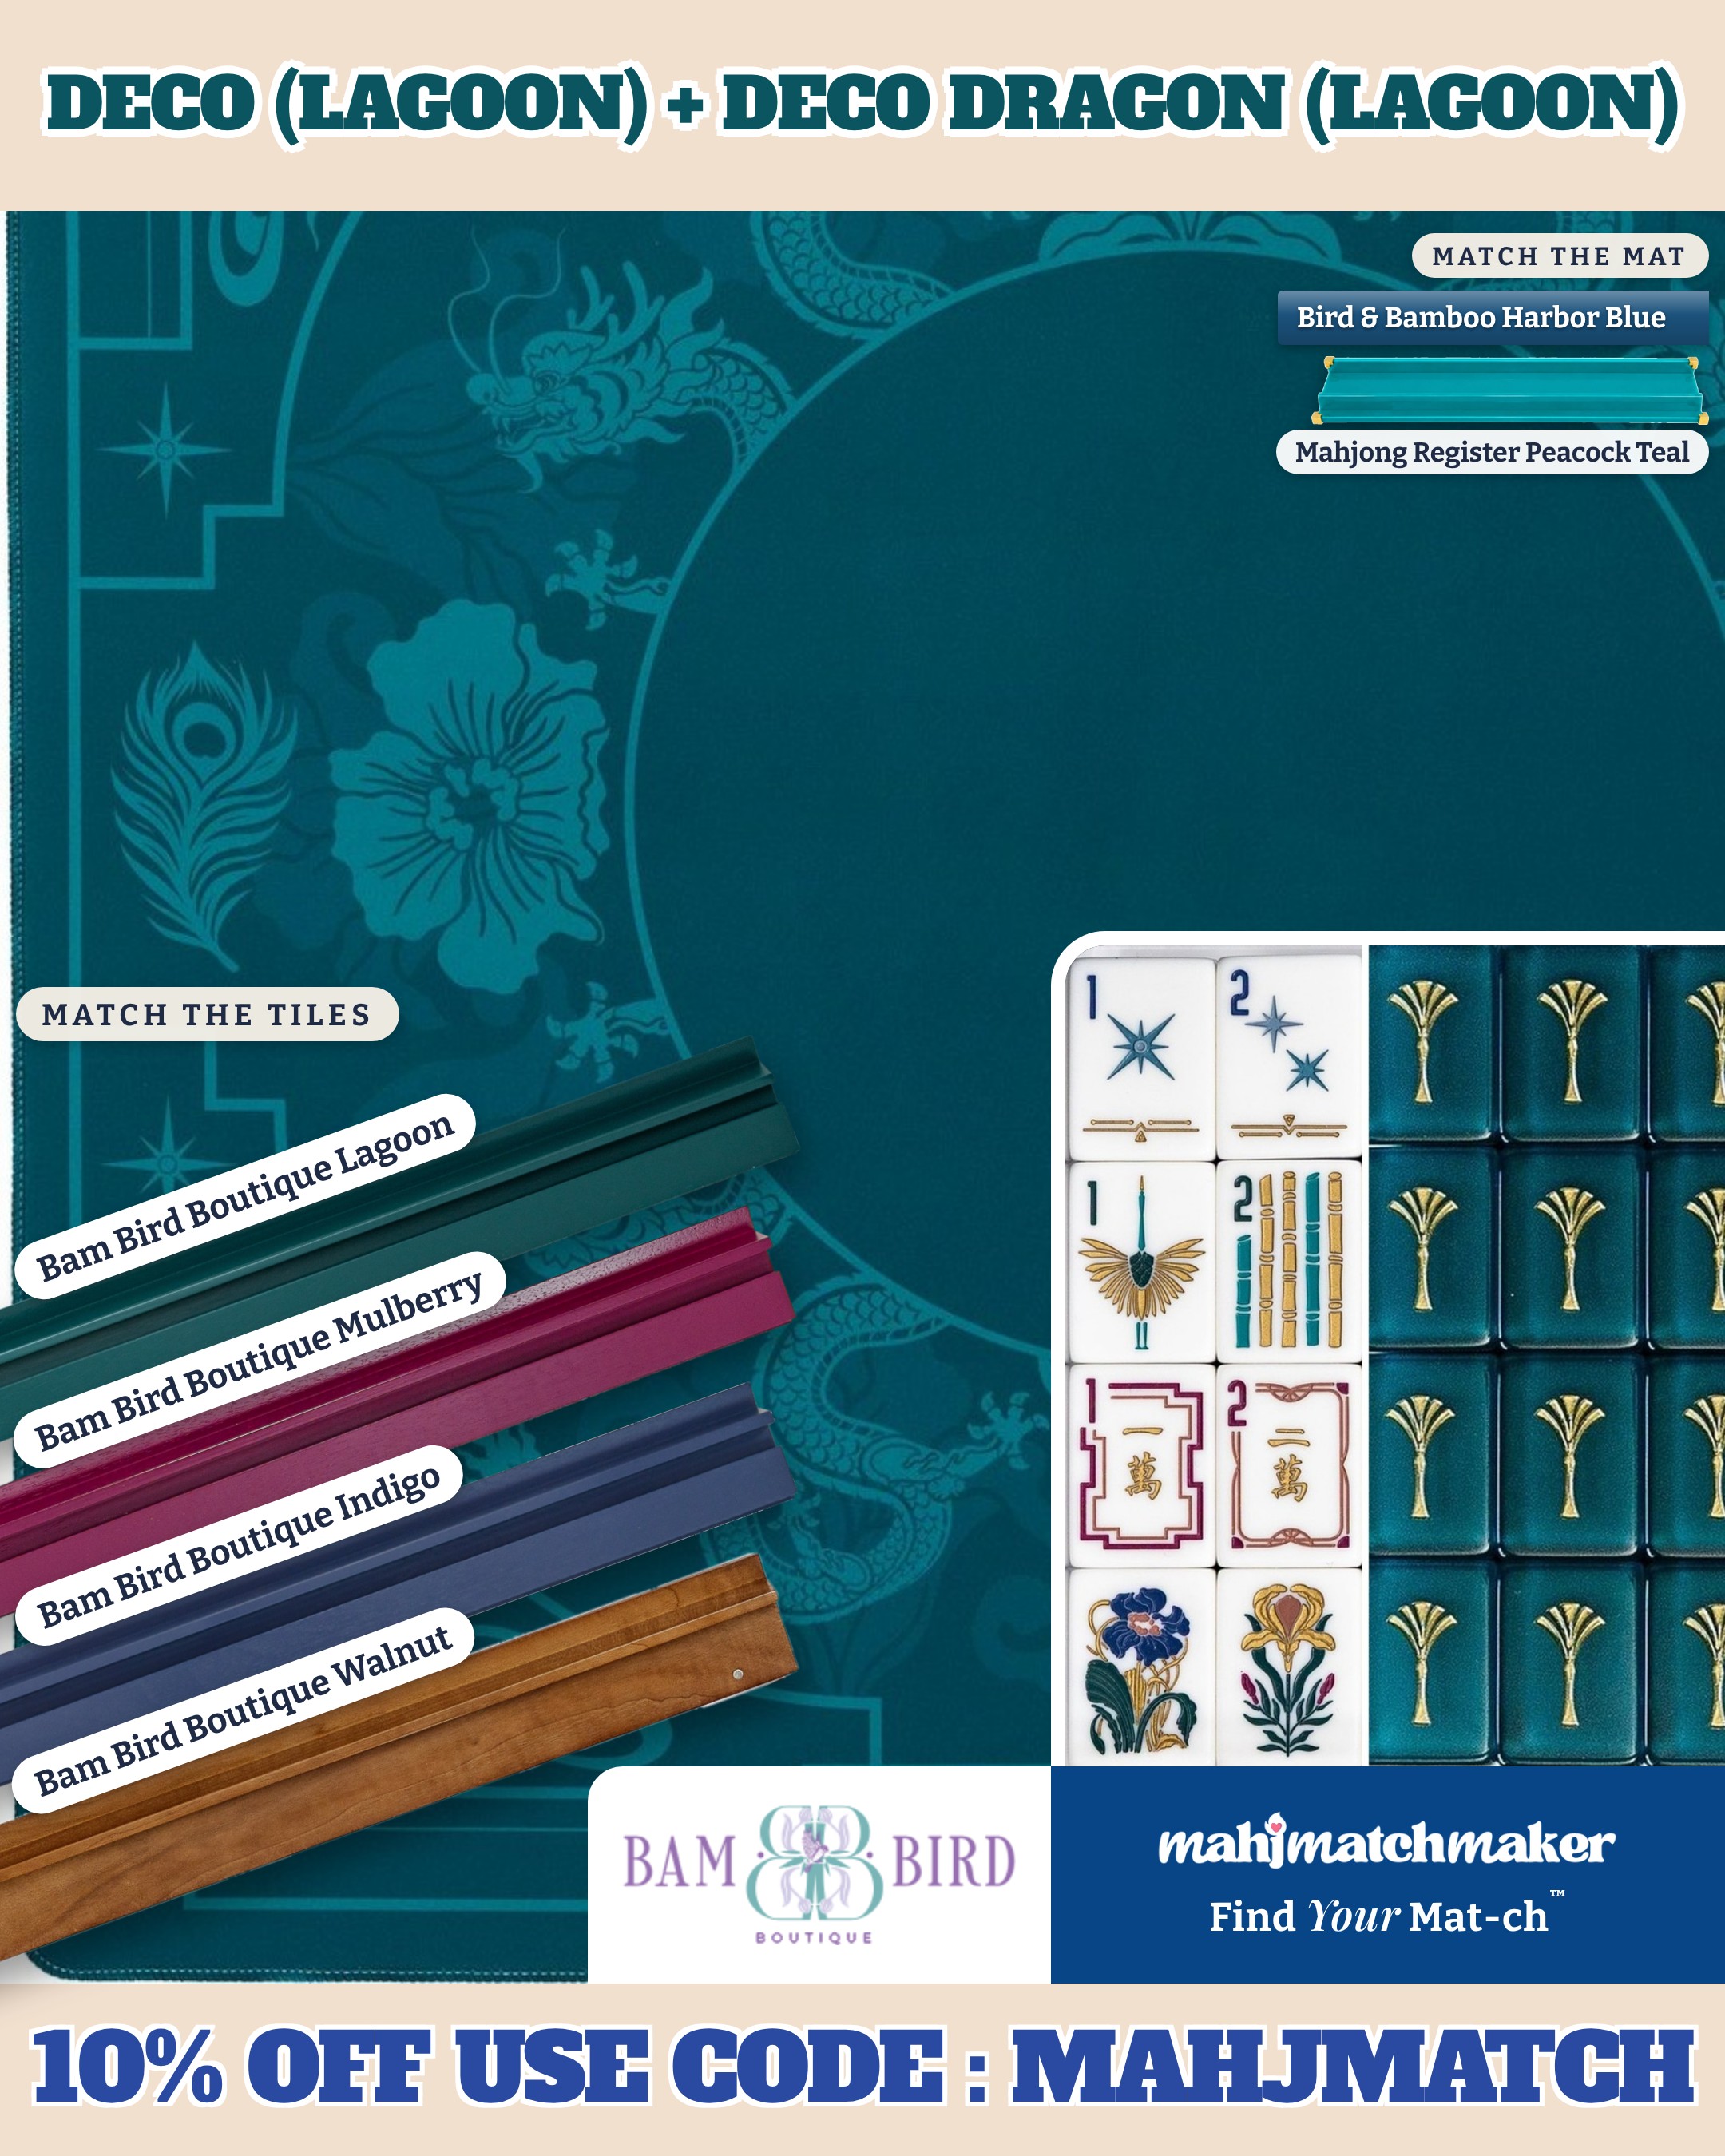 DECO (LAGOON) + DECO DRAGON (LAGOON)
MATCH THE MAT
Bird & Bamboo Harbor Blue
Mahjong Register Peacock Teal
MATCH THE TILES
Bam Bird Boutique Lagoon
Bam Bird Boutique Mulberry
Bam Bird Boutique Indigo
Bam Bird Boutique Walnut
1 2
1 2
1 2
一 二
萬 萬
BAM BIRD
BOUTIQUE
mahjmatchmaker
Find Your Mat-ch™
10% OFF USE CODE : MAHJMATCH